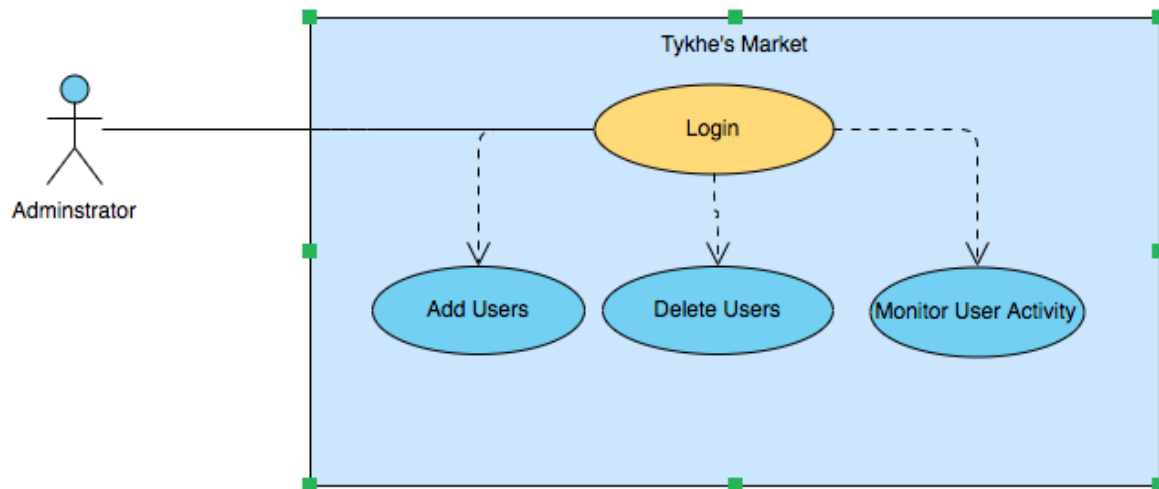 Tykhe's Market
Login
Adminstrator
Add Users
Delete Users
Monitor User Activity